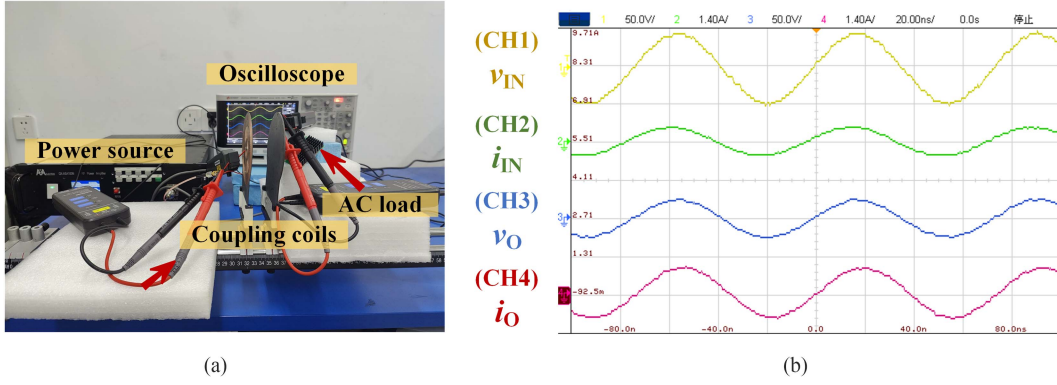 Oscilloscope
Power source
AC load
Coupling coils
(a)
1 50.0V/ 2 1.40A/ 3 50.0V/ 4 1.40A/ 20.00ns/ 0.0s 停止
(CH1)
vIN
(CH2)
iIN
(CH3)
vO
(CH4)
iO
9.71A
8.31
6.91
5.51
4.11
2.71
1.31
-92.5m
-80.0n -40.0n 0.0 40.0n 80.0ns
(b)